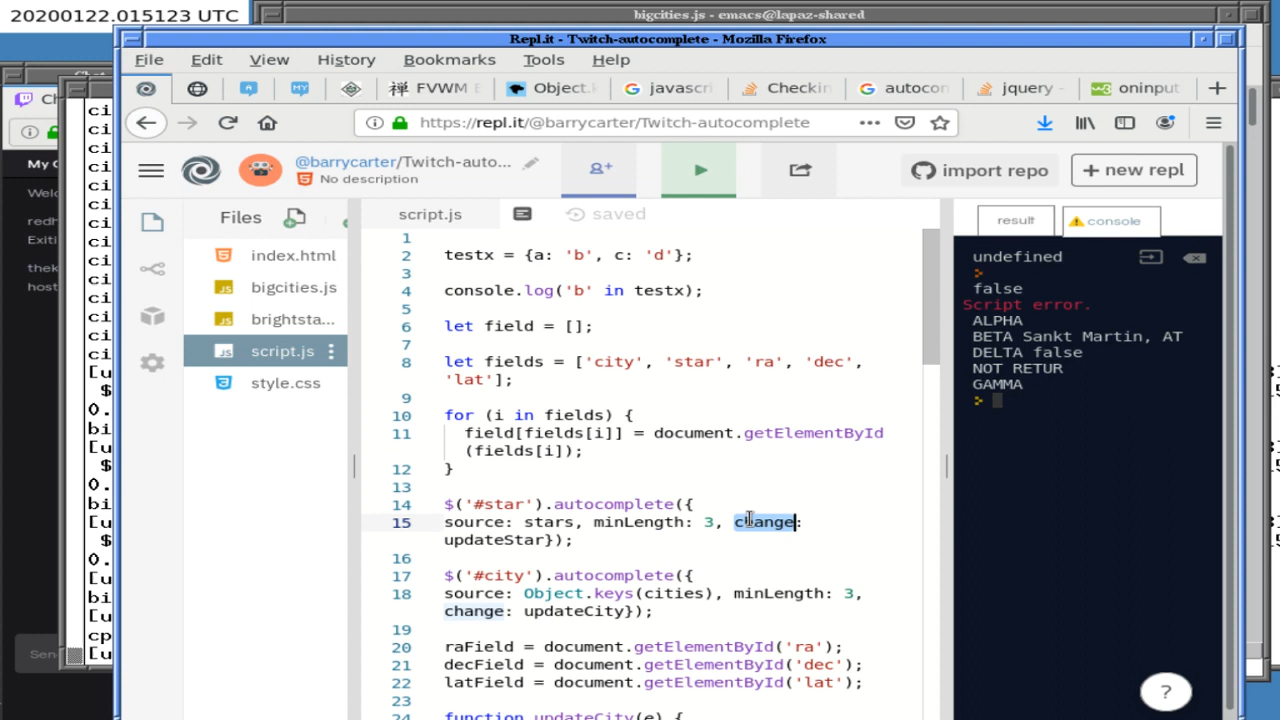 20200122.015123 UTC
bigcities.js - emacs@lapaz-shared
Repl.it - Twitch-autocomplete - Mozilla Firefox
File Edit View History Bookmarks Tools Help
FVWM Object. javascri Checkin autocon jquery - oninput
https://repl.it/@barrycarter/Twitch-autocomplete
@barrycarter/Twitch-auto...
No description
import repo
+ new repl
Files
script.js
saved
result
console
index.html
bigcities.js
brightsta...
script.js
style.css
1
2 testx = {a: 'b', c: 'd'};
3
4 console.log('b' in testx);
5
6 let field = [];
7
8 let fields = ['city', 'star', 'ra', 'dec',
'lat'];
9
10 for (i in fields) {
11 field[fields[i]] = document.getElementById
(fields[i]);
12 }
13
14 $('#star').autocomplete({
15 source: stars, minLength: 3, change:
updateStar});
16
17 $('#city').autocomplete({
18 source: Object.keys(cities), minLength: 3,
change: updateCity});
19
20 raField = document.getElementById('ra');
21 decField = document.getElementById('dec');
22 latField = document.getElementById('lat');
23
24 function updateCity(e) {
undefined
>
false
Script error.
ALPHA
BETA Sankt Martin, AT
DELTA false
NOT RETUR
GAMMA
>
?